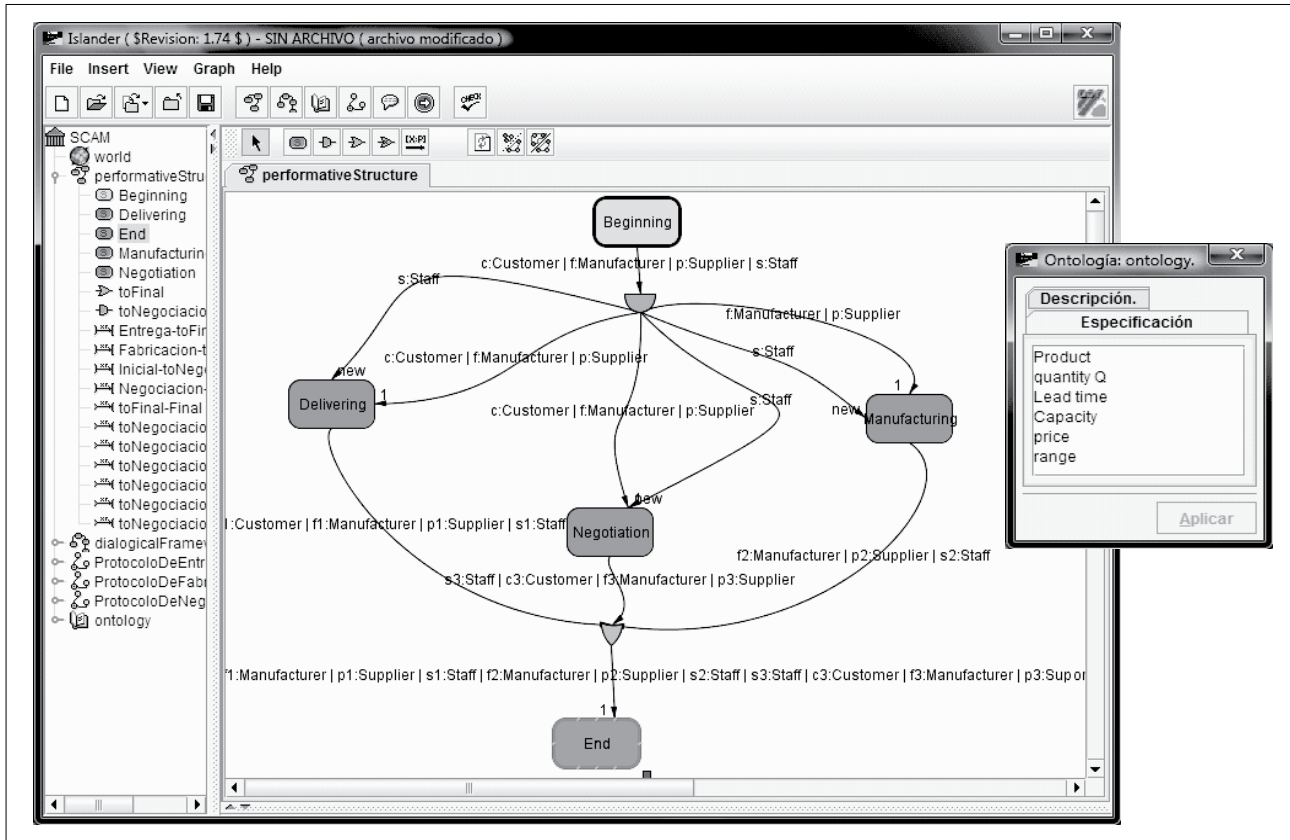 Islander ( $Revision: 1.74 $ ) - SIN ARCHIVO ( archivo modificado )
File Insert View Graph Help
CHECK
[X:P]
SCAM
world
performativeStru
Beginning
Delivering
End
Manufacturin
Negotiation
toFinal
toNegociacio
Entrega-toFir
Fabricacion-t
Inicial-toNego
Negociacion-
toFinal-Final
toNegociacio
toNegociacio
toNegociacio
toNegociacio
toNegociacio
toNegociacio
dialogicalFramev
ProtocoloDeEntr
ProtocoloDeFabr
ProtocoloDeNeg
ontology
performativeStructure
Beginning
c:Customer | f:Manufacturer | p:Supplier | s:Staff
s:Staff
f:Manufacturer | p:Supplier
c:Customer | f:Manufacturer | p:Supplier
s:Staff
new
1
Delivering
1
new
Manufacturing
c:Customer | f:Manufacturer | p:Supplier
s:Staff
new
Negotiation
1:Customer | f1:Manufacturer | p1:Supplier | s1:Staff
f2:Manufacturer | p2:Supplier | s2:Staff
s3:Staff | c3:Customer | f3:Manufacturer | p3:Supplier
f1:Manufacturer | p1:Supplier | s1:Staff | f2:Manufacturer | p2:Supplier | s2:Staff | s3:Staff | c3:Customer | f3:Manufacturer |
1
End
Ontología: ontology.
Descripción.
Especificación
Product
quantity Q
Lead time
Capacity
price
range
Aplicar